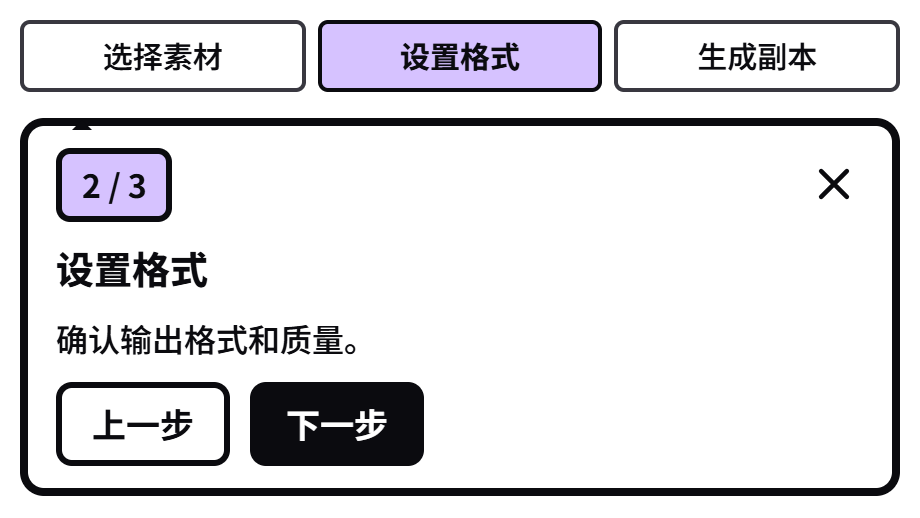 选择素材
设置格式
生成副本
2 / 3
设置格式
确认输出格式和质量。
上一步
下一步